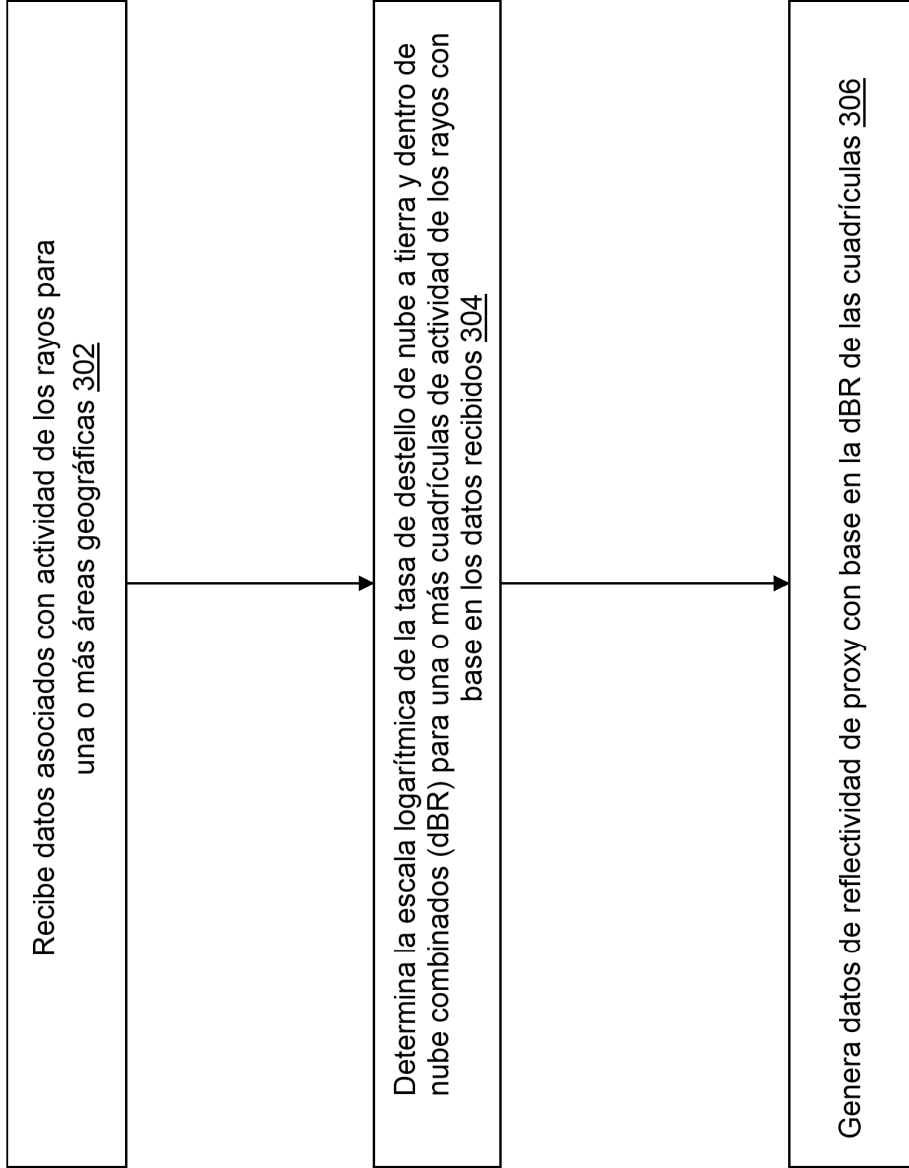 Recibe datos asociados con actividad de los rayos para
una o más áreas geográficas 302
Determina la escala logarítmica de la tasa de destello de nube a tierra y dentro de
nube combinados (dBR) para una o más cuadrículas de actividad de los rayos con
base en los datos recibidos 304
Genera datos de reflectividad de proxy con base en la dBR de las cuadrículas 306